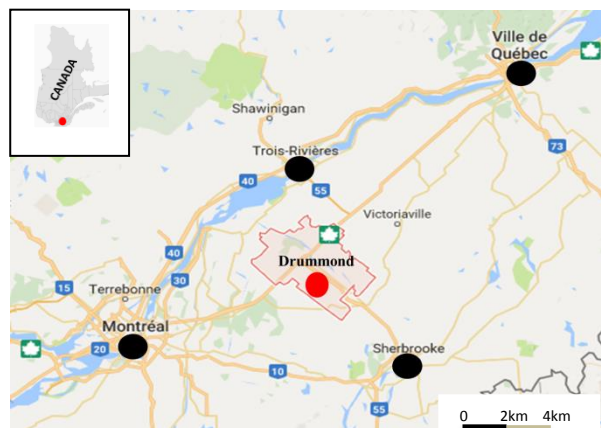 CANADA
Ville de
Québec
Shawinigan
Trois-Rivières
73
40
55
Victoriaville
Drummond
40
30
15
Terrebonne
Montréal
20
Sherbrooke
10
55
0 2km 4km